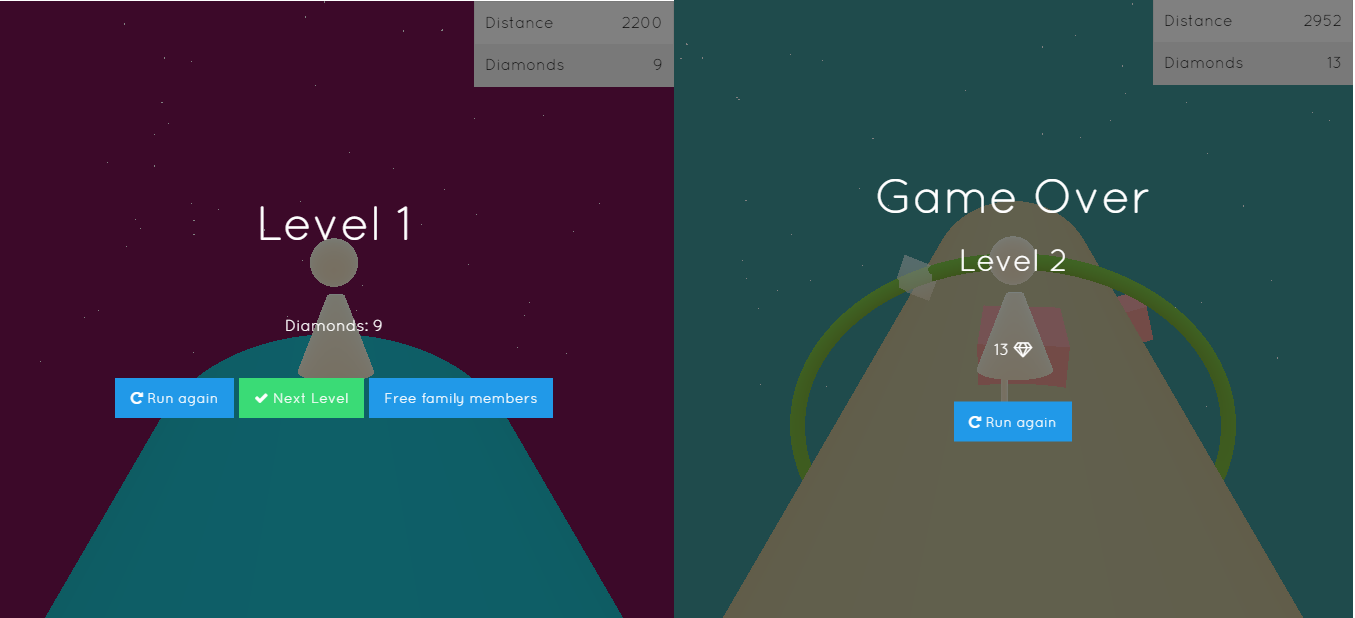 Distance 2200
Diamonds 9
Level 1
Diamonds: 9
Run again Next Level Free family members
Distance 2952
Diamonds 13
Game Over
Level 2
13
Run again